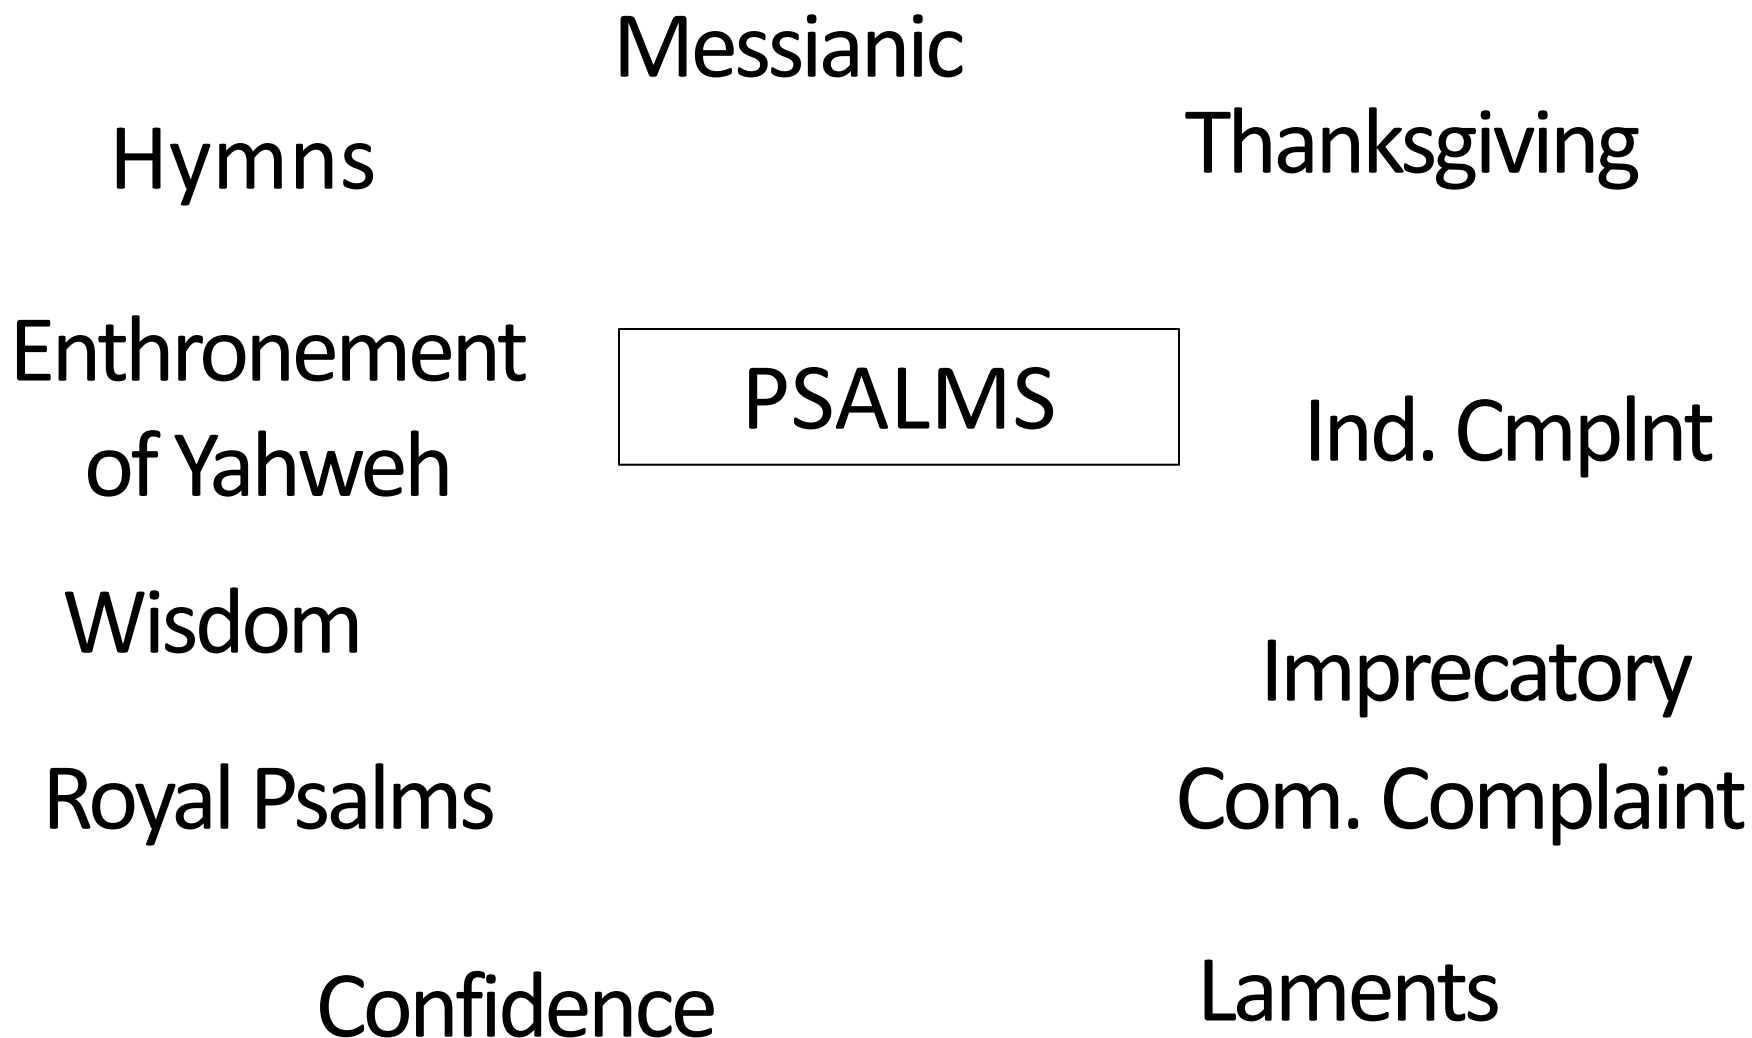 Messianic
Thanksgiving
Hymns
Enthronement
of Yahweh
PSALMS
Ind. Cmplnt
Wisdom
Imprecatory
Royal Psalms
Com. Complaint
Confidence
Laments